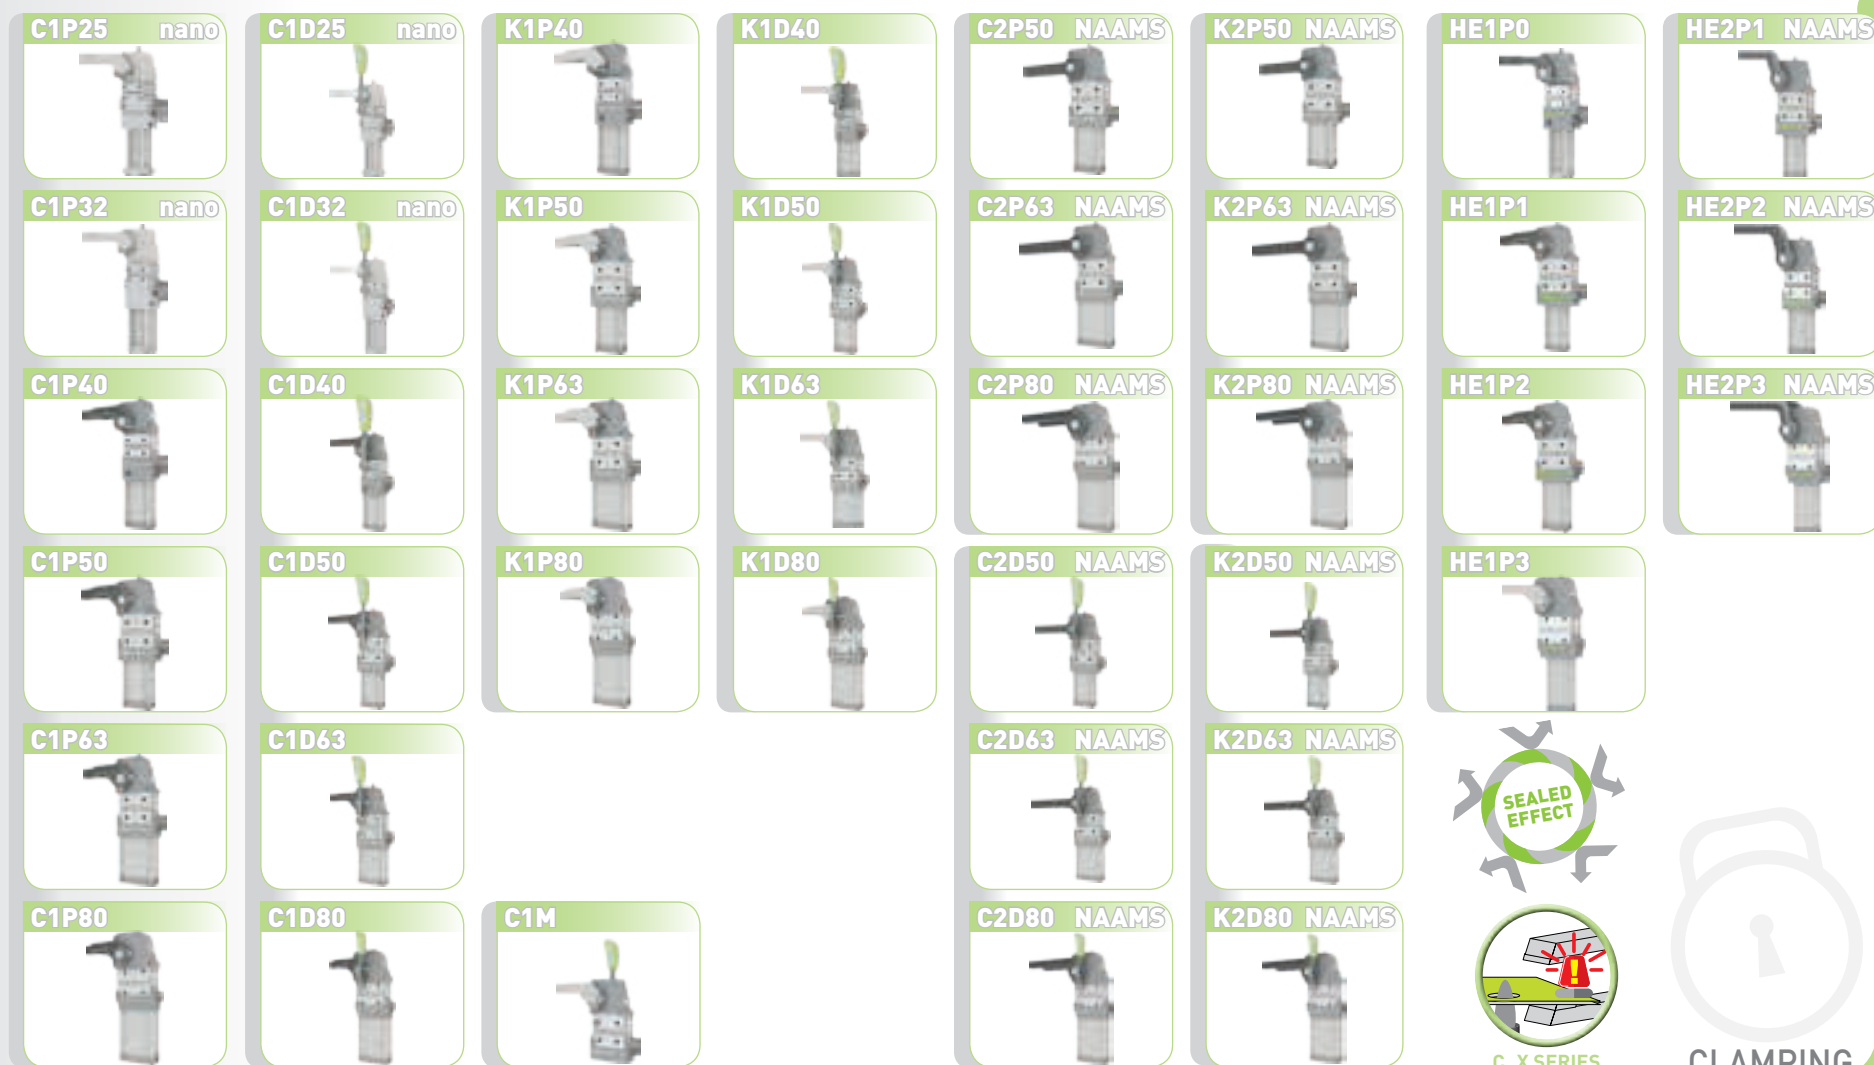 C1P25 nano
C1D25 nano
K1P40
K1D40
C2P50 NAAMS
K2P50 NAAMS
HE1P0
HE2P1 NAAMS
C1P32 nano
C1D32 nano
K1P50
K1D50
C2P63 NAAMS
K2P63 NAAMS
HE1P1
HE2P2 NAAMS
C1P40
C1D40
K1P63
K1D63
C2P80 NAAMS
K2P80 NAAMS
HE1P2
HE2P3 NAAMS
C1P50
C1D50
K1P80
K1D80
C2D50 NAAMS
K2D50 NAAMS
HE1P3
C1P63
C1D63
C2D63 NAAMS
K2D63 NAAMS
SEALED
EFFECT
C1P80
C1D80
C1M
C2D80 NAAMS
K2D80 NAAMS
!
C_X SERIES
CLAMPING